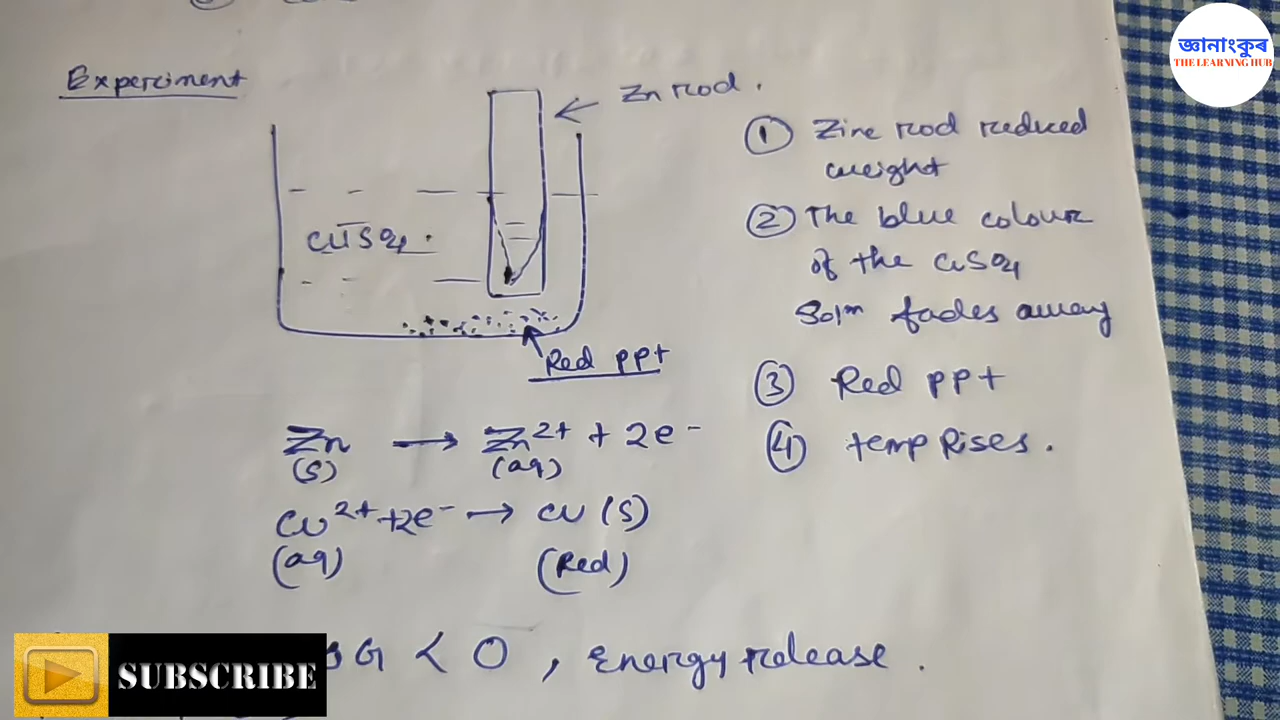 জ্ঞানাংকুৰ
THE LEARNING HUB
Experiment
Zn rod.
CuSO4.
Red ppt
① Zinc rod reduced
weight
② The blue colour
of the CuSO4
Soln fades away
③ Red ppt
④ temp Rises.
Zn → Zn²⁺ + 2e⁻
(s) (aq)
Cu²⁺ + 2e⁻ → Cu (s)
(aq) (Red)
G < 0, Energy release.
SUBSCRIBE